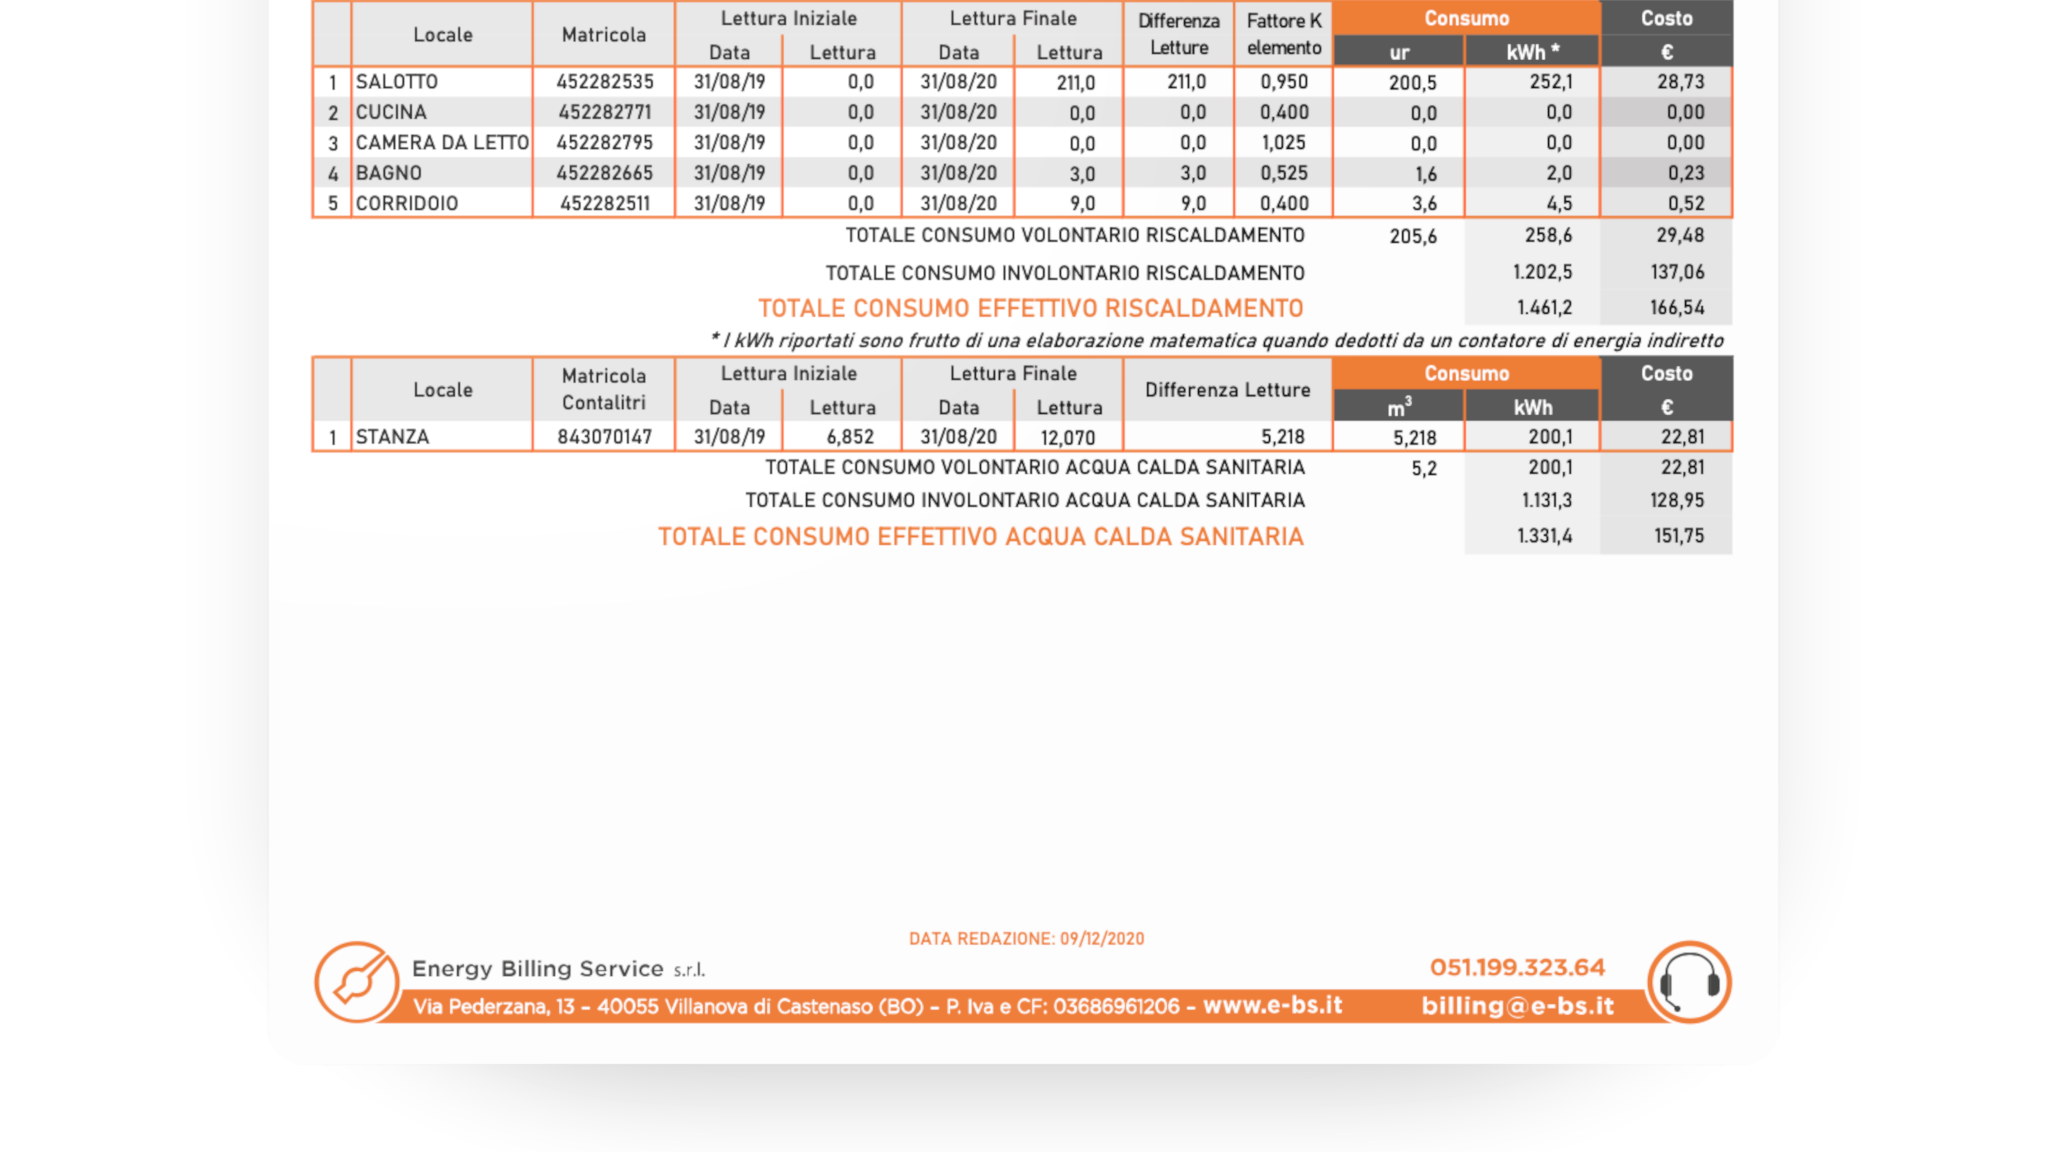 Locale Matricola Lettura Iniziale Lettura Finale Differenza Letture Fattore K elemento Consumo Costo
Data Lettura Data Lettura ur kWh * €
1 SALOTTO 452282535 31/08/19 0,0 31/08/20 211,0 211,0 0,950 200,5 252,1 28,73
2 CUCINA 452282771 31/08/19 0,0 31/08/20 0,0 0,0 0,400 0,0 0,0 0,00
3 CAMERA DA LETTO 452282795 31/08/19 0,0 31/08/20 0,0 0,0 1,025 0,0 0,0 0,00
4 BAGNO 452282665 31/08/19 0,0 31/08/20 3,0 3,0 0,525 1,6 2,0 0,23
5 CORRIDOIO 452282511 31/08/19 0,0 31/08/20 9,0 9,0 0,400 3,6 4,5 0,52
TOTALE CONSUMO VOLONTARIO RISCALDAMENTO 205,6 258,6 29,48
TOTALE CONSUMO INVOLONTARIO RISCALDAMENTO 1.202,5 137,06
TOTALE CONSUMO EFFETTIVO RISCALDAMENTO 1.461,2 166,54
* I kWh riportati sono frutto di una elaborazione matematica quando dedotti da un contatore di energia indiretto
Locale Matricola Contalitri Lettura Iniziale Lettura Finale Differenza Letture Consumo Costo
Data Lettura Data Lettura m³ kWh €
1 STANZA 843070147 31/08/19 6,852 31/08/20 12,070 5,218 5,218 200,1 22,81
TOTALE CONSUMO VOLONTARIO ACQUA CALDA SANITARIA 5,2 200,1 22,81
TOTALE CONSUMO INVOLONTARIO ACQUA CALDA SANITARIA 1.131,3 128,95
TOTALE CONSUMO EFFETTIVO ACQUA CALDA SANITARIA 1.331,4 151,75
DATA REDAZIONE: 09/12/2020
Energy Billing Service s.r.l. 051.199.323.64
Via Pederzana, 13 – 40055 Villanova di Castenaso (BO) – P. Iva e CF: 03686961206 – www.e-bs.it billing@e-bs.it